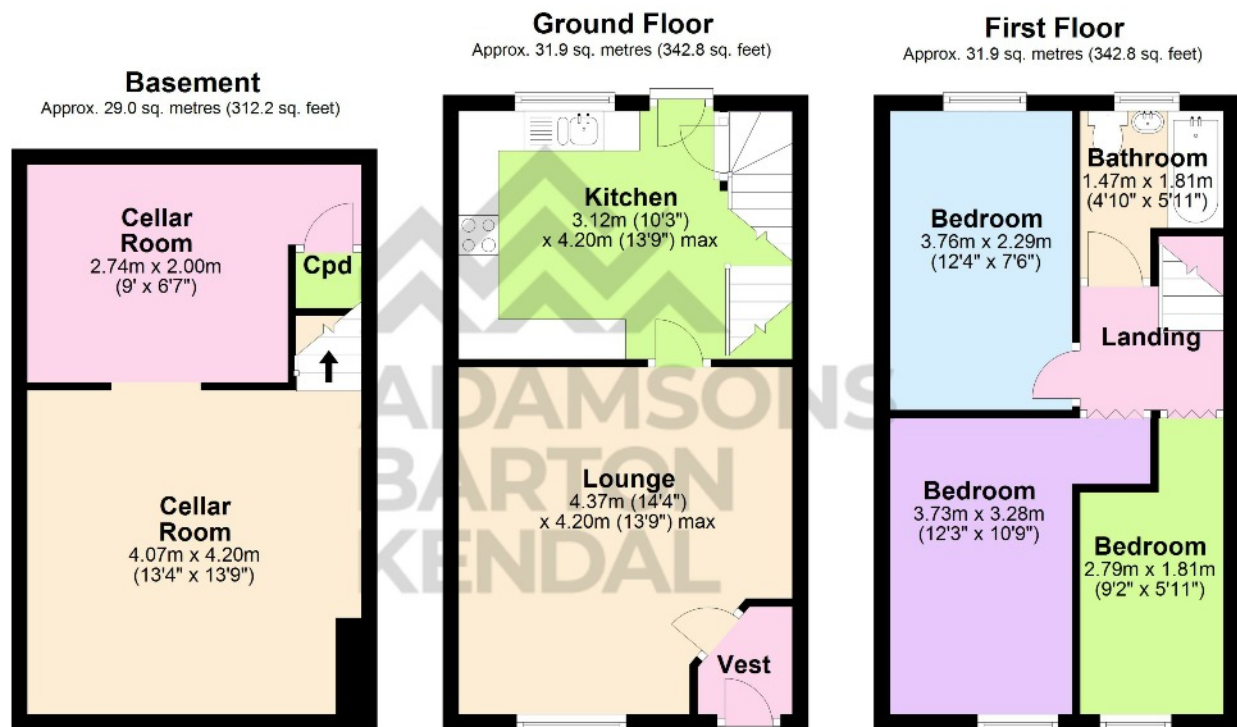 Basement
Approx. 29.0 sq. metres (312.2 sq. feet)
Cellar
Room
2.74m x 2.00m
(9' x 6'7")
Cpd
Cellar
Room
4.07m x 4.20m
(13'4" x 13'9")
Ground Floor
Approx. 31.9 sq. metres (342.8 sq. feet)
Kitchen
3.12m (10'3")
x 4.20m (13'9") max
Lounge
4.37m (14'4")
x 4.20m (13'9") max
Vest
First Floor
Approx. 31.9 sq. metres (342.8 sq. feet)
Bedroom
3.76m x 2.29m
(12'4" x 7'6")
Bathroom
1.47m x 1.81m
(4'10" x 5'11")
Landing
Bedroom
3.73m x 3.28m
(12'3" x 10'9")
Bedroom
2.79m x 1.81m
(9'2" x 5'11")
ADAMSONS
BARTON
KENDAL